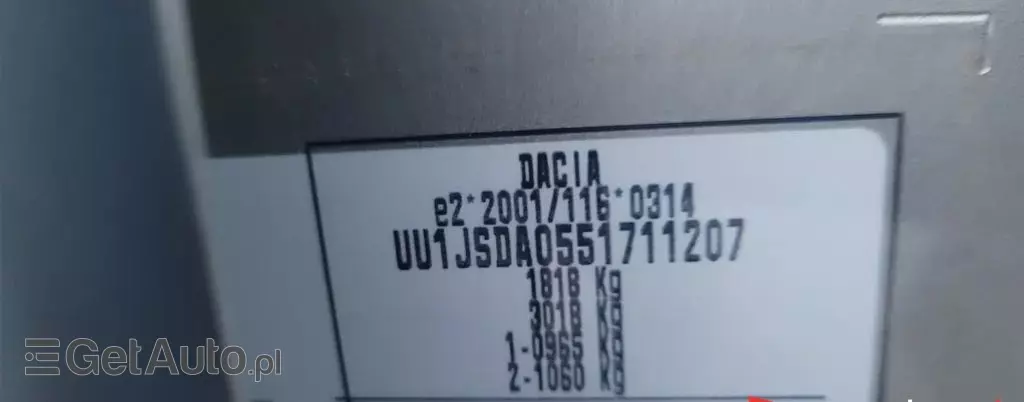 DACIA
e2*2001/116*0314
UU1JSDA0551711207
1818 Kg
3018 Kg
1-0965 Kg
2-1060 Kg
GetAuto.pl